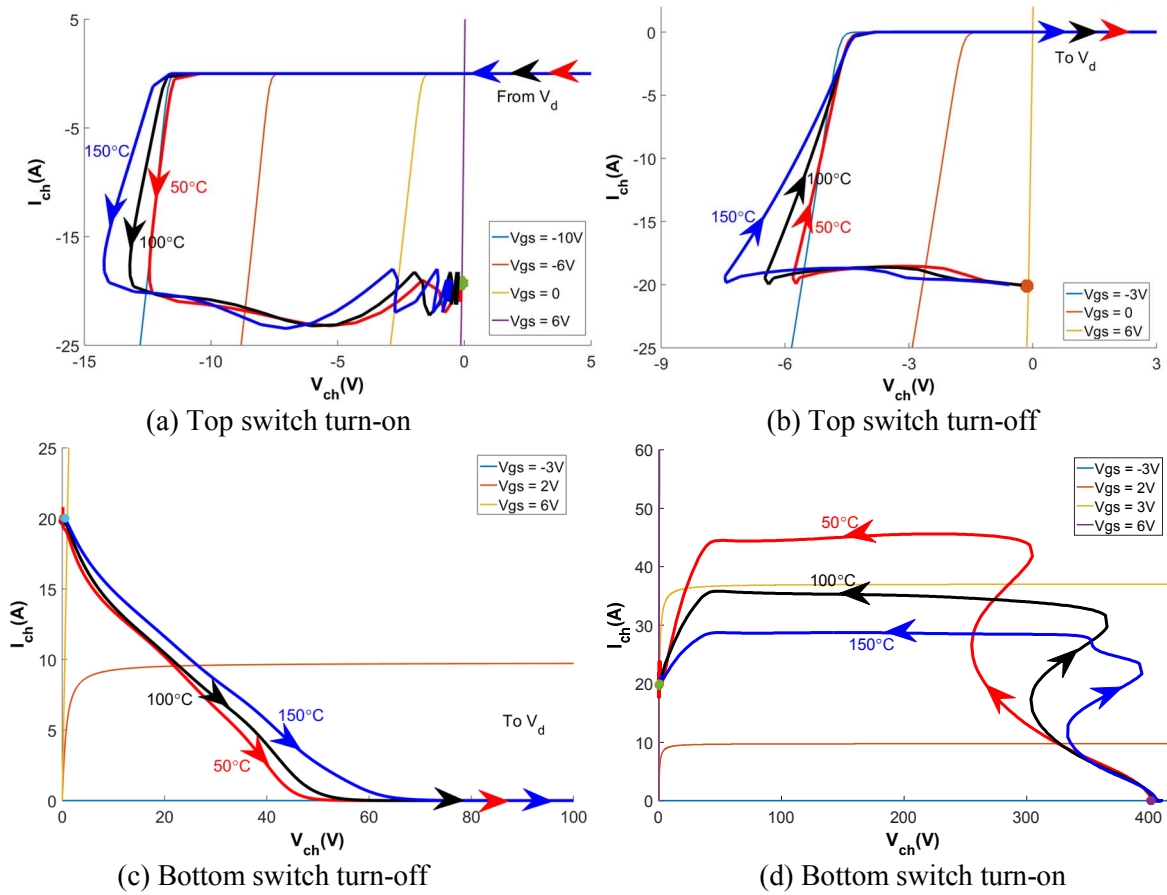 5
-5
-15
-25
-15
-10
-5
0
5
I_ch(A)
V_ch(V)
From V_d
150°C
50°C
100°C
Vgs = -10V
Vgs = -6V
Vgs = 0
Vgs = 6V
(a) Top switch turn-on
0
-5
-10
-15
-20
-25
-9
-6
-3
0
3
I_ch(A)
V_ch(V)
To V_d
100°C
150°C
50°C
Vgs = -3V
Vgs = 0
Vgs = 6V
(b) Top switch turn-off
25
20
15
10
5
0
0
20
40
60
80
100
I_ch(A)
V_ch(V)
Vgs = -3V
Vgs = 2V
Vgs = 6V
100°C
150°C
50°C
To V_d
(c) Bottom switch turn-off
60
50
40
30
20
10
0
0
100
200
300
400
I_ch(A)
V_ch(V)
Vgs = -3V
Vgs = 2V
Vgs = 3V
Vgs = 6V
50°C
100°C
150°C
(d) Bottom switch turn-on